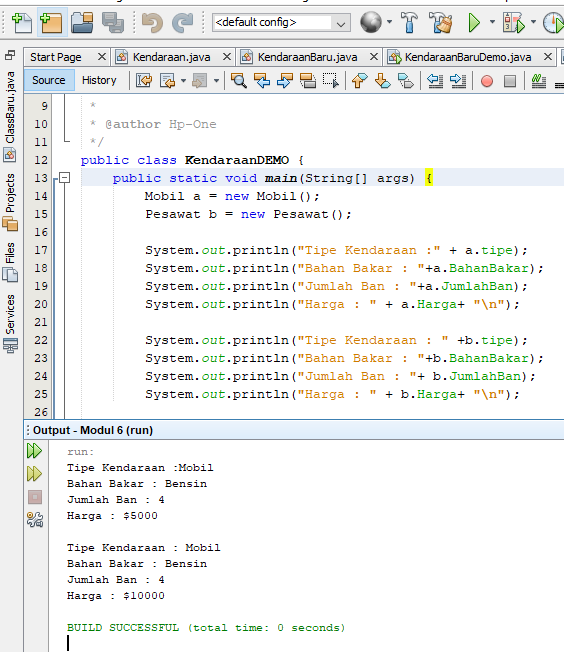 <default config>
Start Page
Kendaraan.java
KendaraanBaru.java
KendaraanBaruDemo.java
Source
History
ClassBaru.java
Projects
Files
Services
9 *
10 * @author Hp-One
11 */
12 public class KendaraanDEMO {
13 public static void main(String[] args) {
14 Mobil a = new Mobil();
15 Pesawat b = new Pesawat();
16
17 System.out.println("Tipe Kendaraan :" + a.tipe);
18 System.out.println("Bahan Bakar : "+a.BahanBakar);
19 System.out.println("Jumlah Ban : "+a.JumlahBan);
20 System.out.println("Harga : " + a.Harga+ "\n");
21
22 System.out.println("Tipe Kendaraan : " +b.tipe);
23 System.out.println("Bahan Bakar : "+b.BahanBakar);
24 System.out.println("Jumlah Ban : "+ b.JumlahBan);
25 System.out.println("Harga : " + b.Harga+ "\n");
26
Output - Modul 6 (run)
run:
Tipe Kendaraan :Mobil
Bahan Bakar : Bensin
Jumlah Ban : 4
Harga : $5000
Tipe Kendaraan : Mobil
Bahan Bakar : Bensin
Jumlah Ban : 4
Harga : $10000
BUILD SUCCESSFUL (total time: 0 seconds)